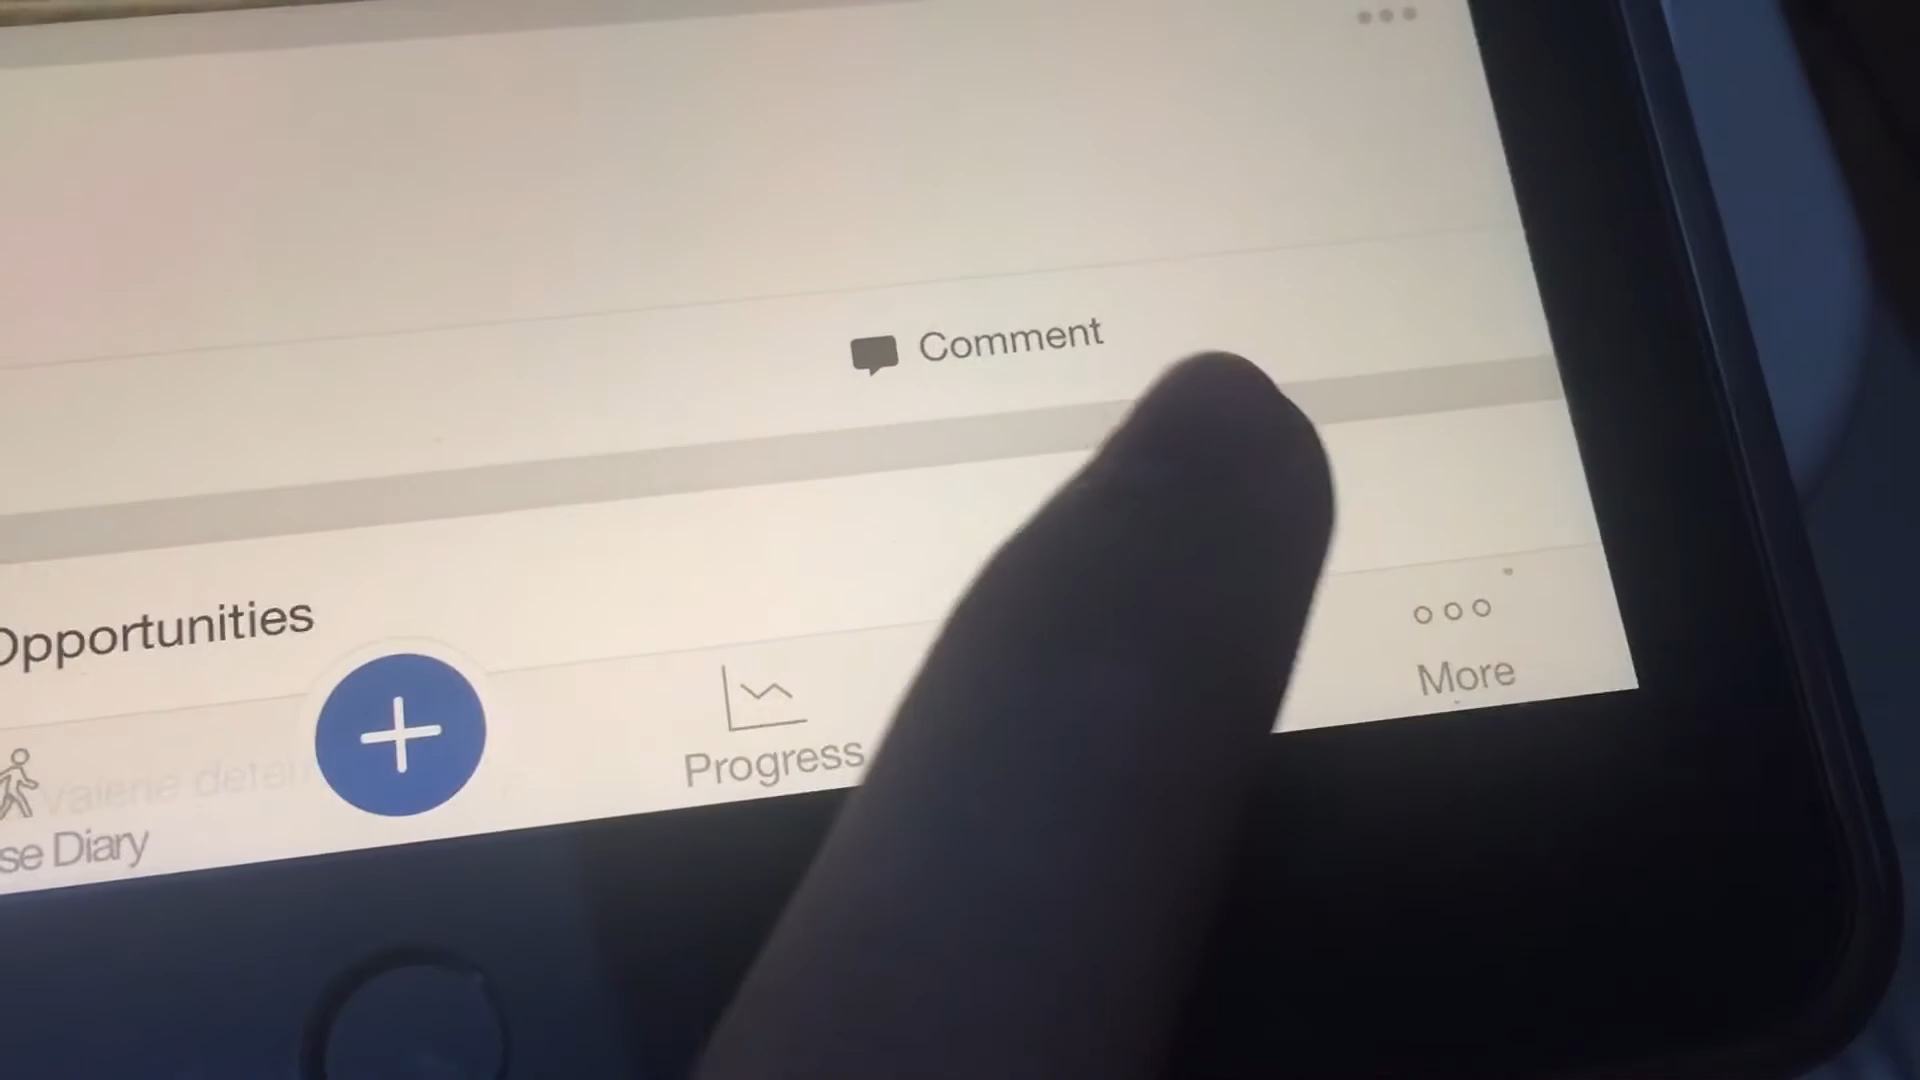 Comment
Opportunities
Progress
More
se Diary